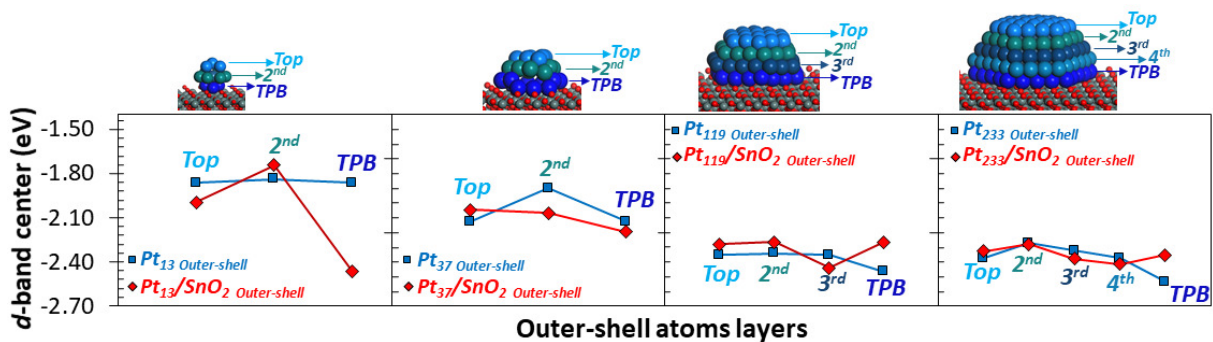 Top
2nd
TPB
Top
2nd
TPB
Top
2nd
3rd
TPB
Top
2nd
3rd
4th
TPB
d-band center (eV)
-1.50
-1.80
-2.10
-2.40
-2.70
Top
2nd
TPB
Pt13 Outer-shell
Pt13/SnO2 Outer-shell
Top
2nd
TPB
Pt37 Outer-shell
Pt37/SnO2 Outer-shell
Pt119 Outer-shell
Pt119/SnO2 Outer-shell
Top
2nd
3rd
TPB
Pt233 Outer-shell
Pt233/SnO2 Outer-shell
Top
2nd
3rd
4th
TPB
Outer-shell atoms layers